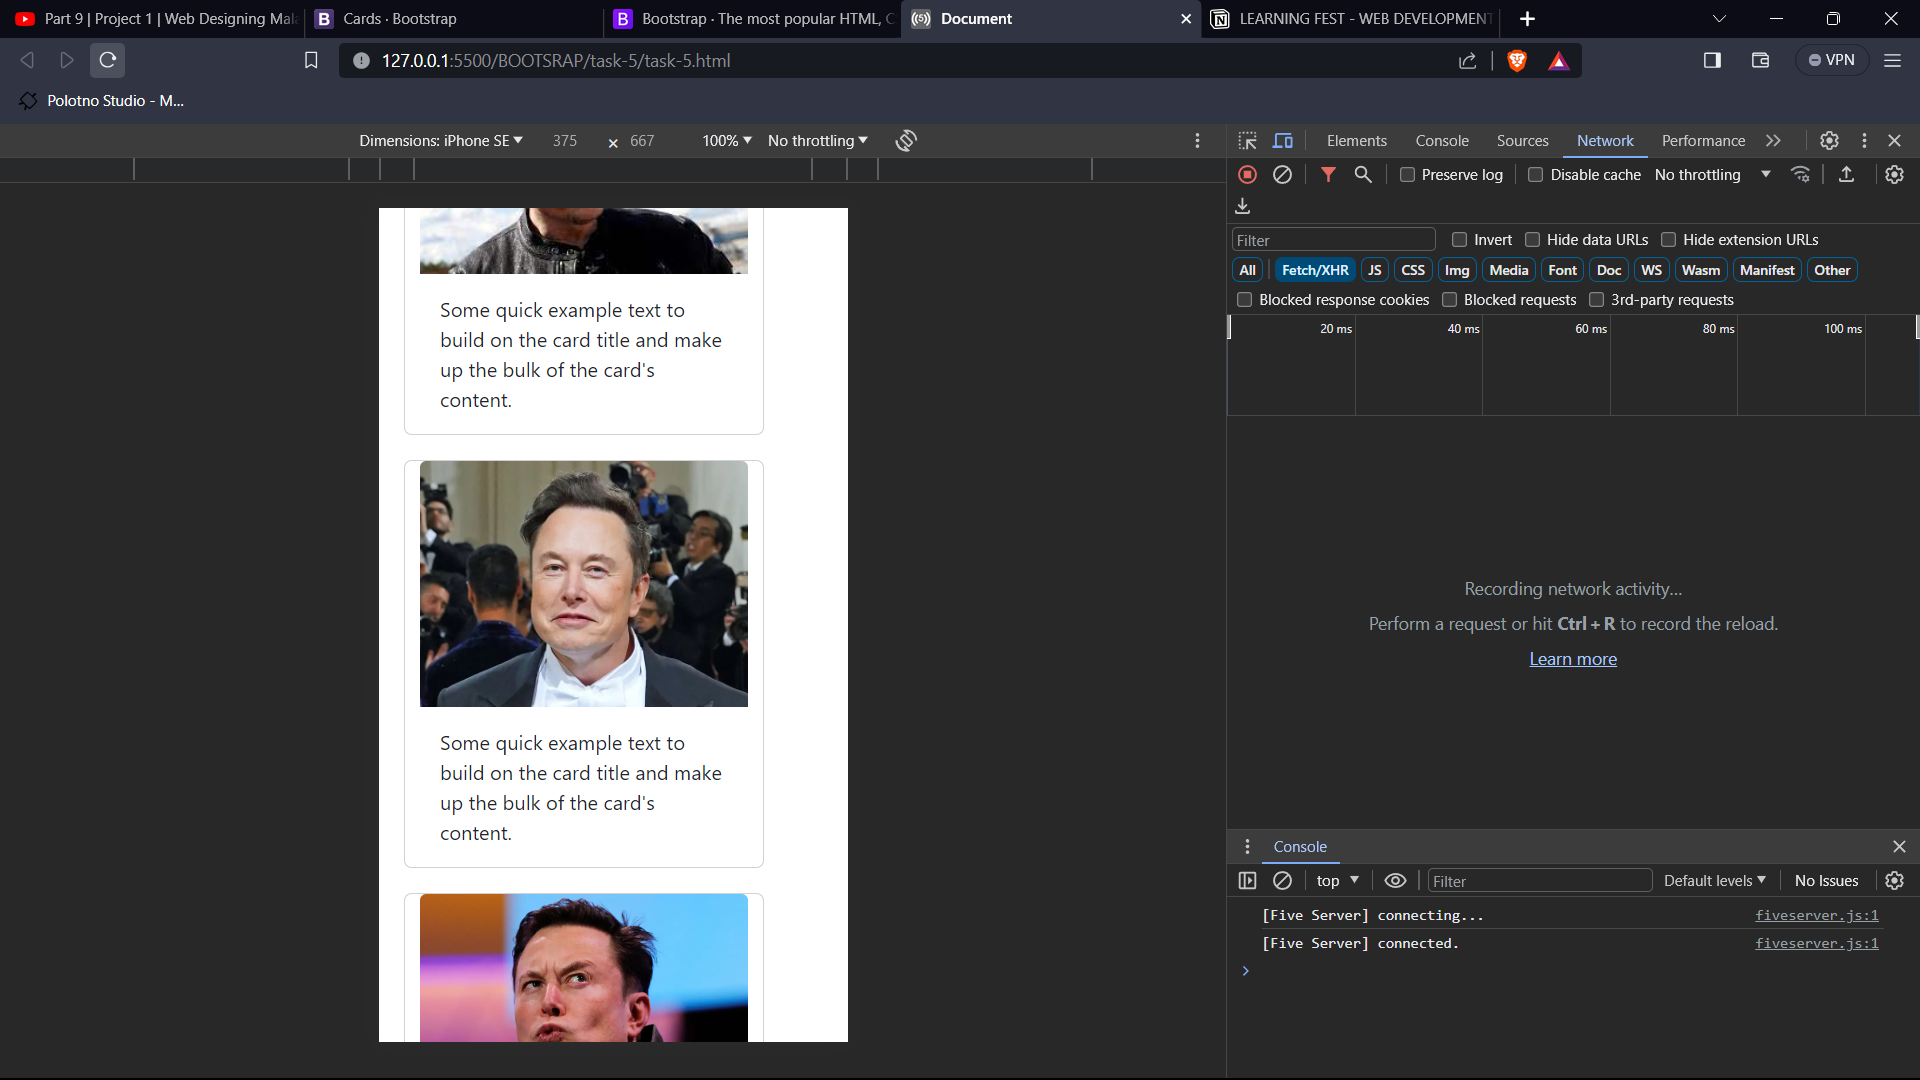 Part 9 | Project 1 | Web Designing Mal
Cards · Bootstrap
Bootstrap · The most popular HTML, C
Document
LEARNING FEST - WEB DEVELOPMENT
127.0.0.1:5500/BOOTSRAP/task-5/task-5.html
VPN
Polotno Studio - M...
Dimensions: iPhone SE 375 × 667 100% No throttling
Elements Console Sources Network Performance
Preserve log Disable cache No throttling
Filter Invert Hide data URLs Hide extension URLs
All Fetch/XHR JS CSS Img Media Font Doc WS Wasm Manifest Other
Blocked response cookies Blocked requests 3rd-party requests
20 ms 40 ms 60 ms 80 ms 100 ms
Some quick example text to
build on the card title and make
up the bulk of the card's
content.
Some quick example text to
build on the card title and make
up the bulk of the card's
content.
Recording network activity...
Perform a request or hit Ctrl + R to record the reload.
Learn more
Console
top Filter Default levels No Issues
[Five Server] connecting... fiveserver.js:1
[Five Server] connected. fiveserver.js:1